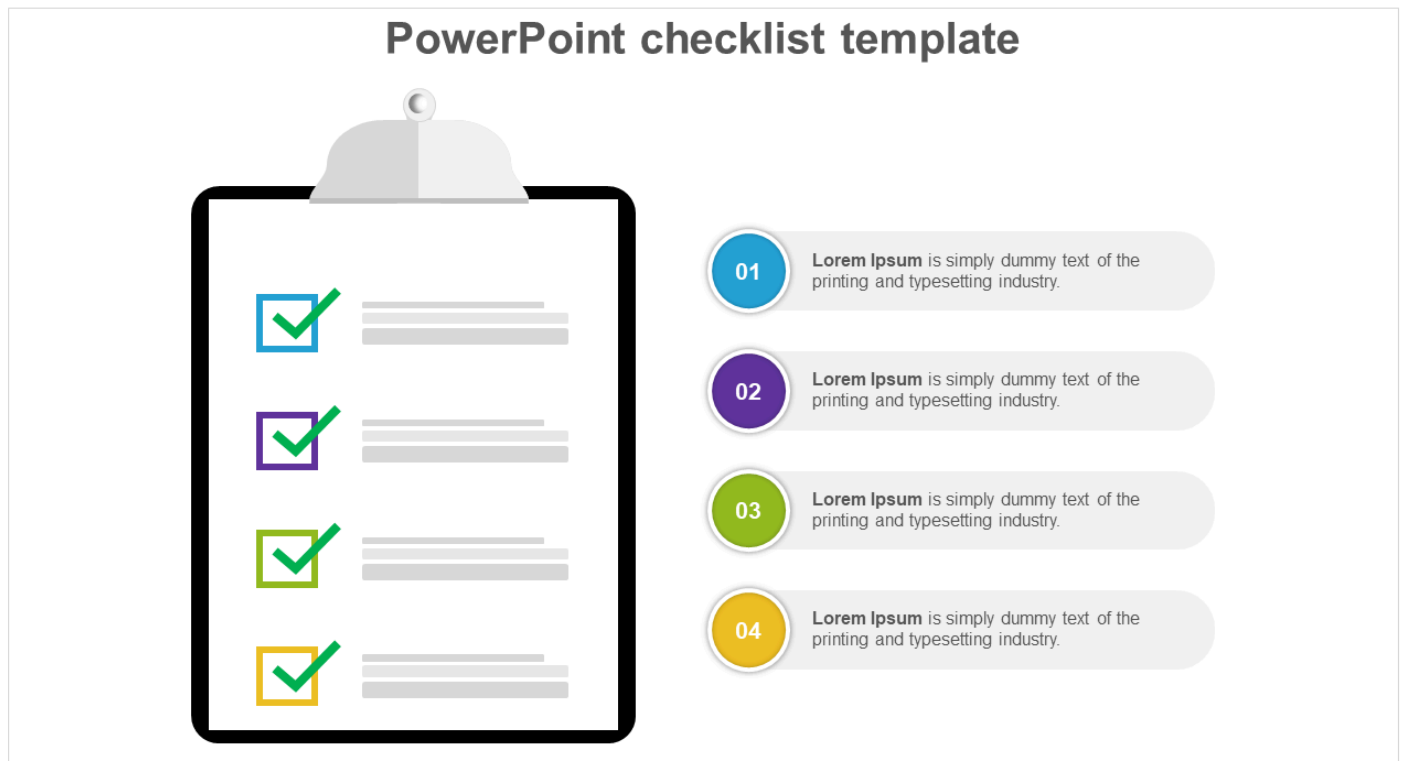 PowerPoint checklist template
01
Lorem Ipsum is simply dummy text of the
printing and typesetting industry.
02
Lorem Ipsum is simply dummy text of the
printing and typesetting industry.
03
Lorem Ipsum is simply dummy text of the
printing and typesetting industry.
04
Lorem Ipsum is simply dummy text of the
printing and typesetting industry.